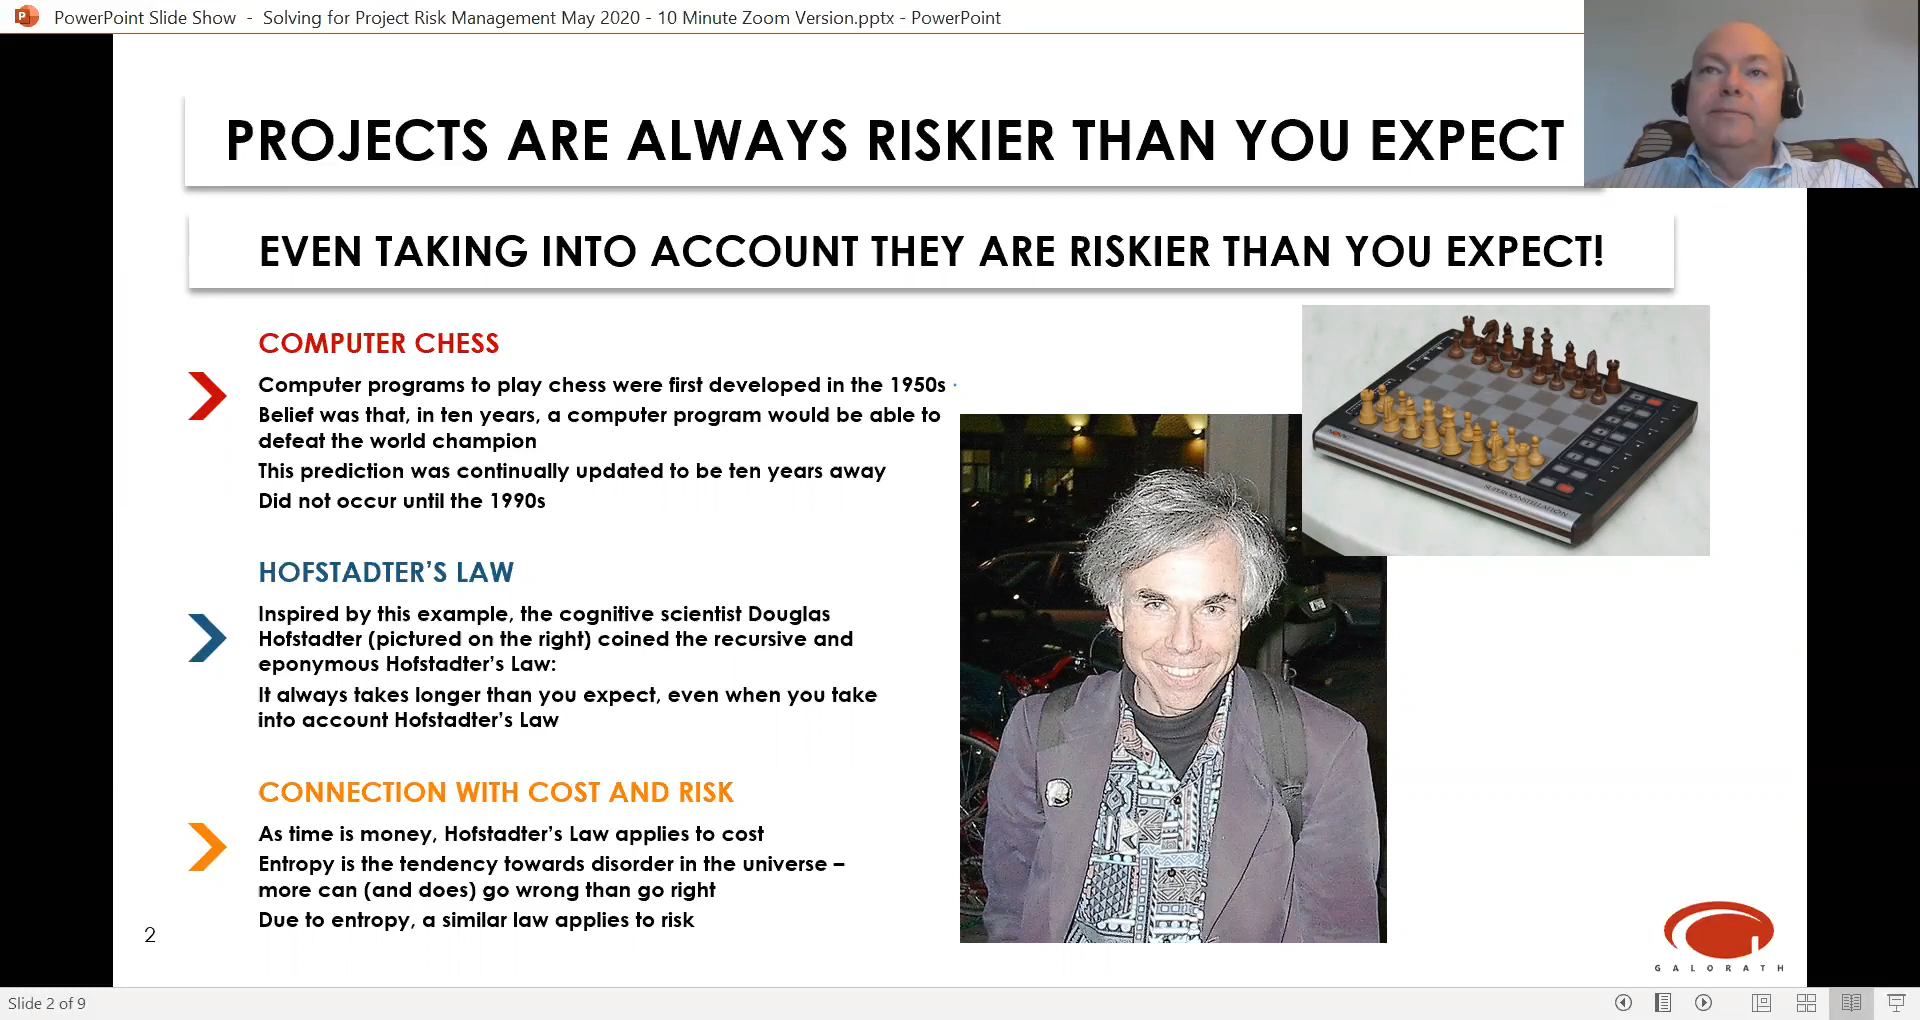 PowerPoint Slide Show - Solving for Project Risk Management May 2020 - 10 Minute Zoom Version.pptx - PowerPoint
PROJECTS ARE ALWAYS RISKIER THAN YOU EXPECT
EVEN TAKING INTO ACCOUNT THEY ARE RISKIER THAN YOU EXPECT!
COMPUTER CHESS
Computer programs to play chess were first developed in the 1950s
Belief was that, in ten years, a computer program would be able to
defeat the world champion
This prediction was continually updated to be ten years away
Did not occur until the 1990s
SUPERCONSTELLATION
HOFSTADTER'S LAW
Inspired by this example, the cognitive scientist Douglas
Hofstadter (pictured on the right) coined the recursive and
eponymous Hofstadter's Law:
It always takes longer than you expect, even when you take
into account Hofstadter's Law
CONNECTION WITH COST AND RISK
As time is money, Hofstadter's Law applies to cost
Entropy is the tendency towards disorder in the universe –
more can (and does) go wrong than go right
Due to entropy, a similar law applies to risk
2
GALORATH
Slide 2 of 9